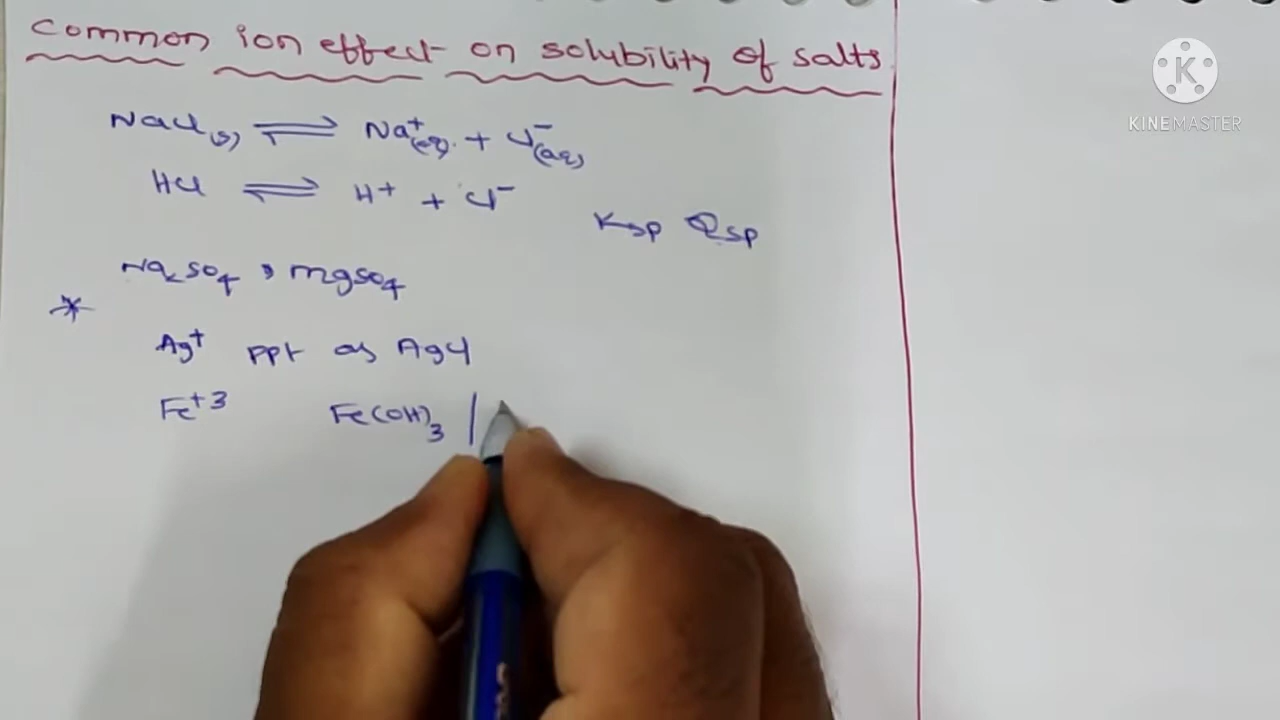 common ion effect on solubility of salts
NaCl(s) ⇌ Na+(aq) + Cl-(aq)
HCl ⇌ H+ + Cl-
Ksp Qsp
Na2SO4, MgSO4
*
Ag+ ppt as AgCl
Fe+3 Fe(OH)3 |
K
KINEMASTER